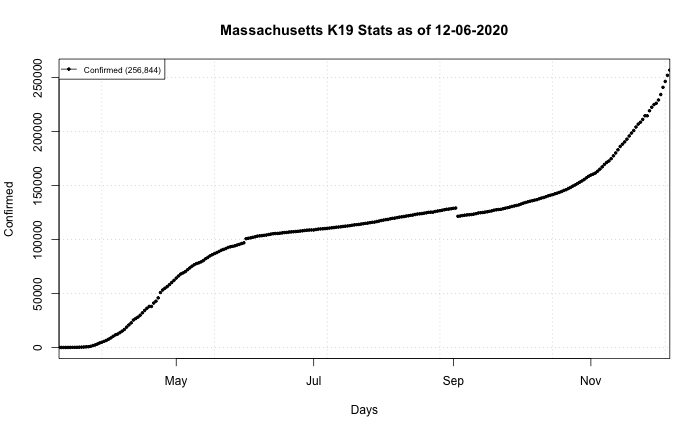 Massachusetts K19 Stats as of 12-06-2020
Confirmed (256,844)
250000
200000
150000
100000
50000
0
Confirmed
May Jul Sep Nov
Days